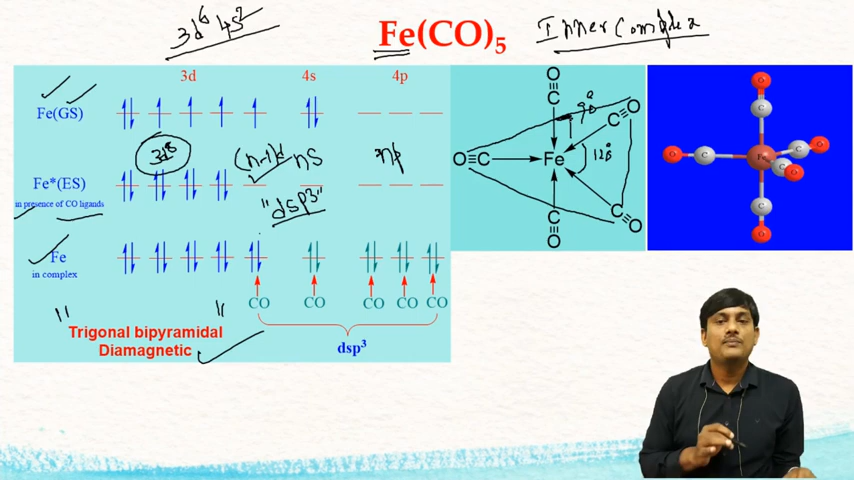 3d⁶ 4s²
Fe(CO)₅
Inner Complex
3d 4s 4p
Fe(GS)
3d⁸ (n-1)d ns np
Fe*(ES)
in presence of CO ligands
"dsp³"
Fe
in complex
CO CO CO CO CO
" "
Trigonal bipyramidal
Diamagnetic
dsp³
O
C
90°
C≡O
O≡C Fe 120°
C≡O
C
O
O
C
O C Fe C O
C O
C
O